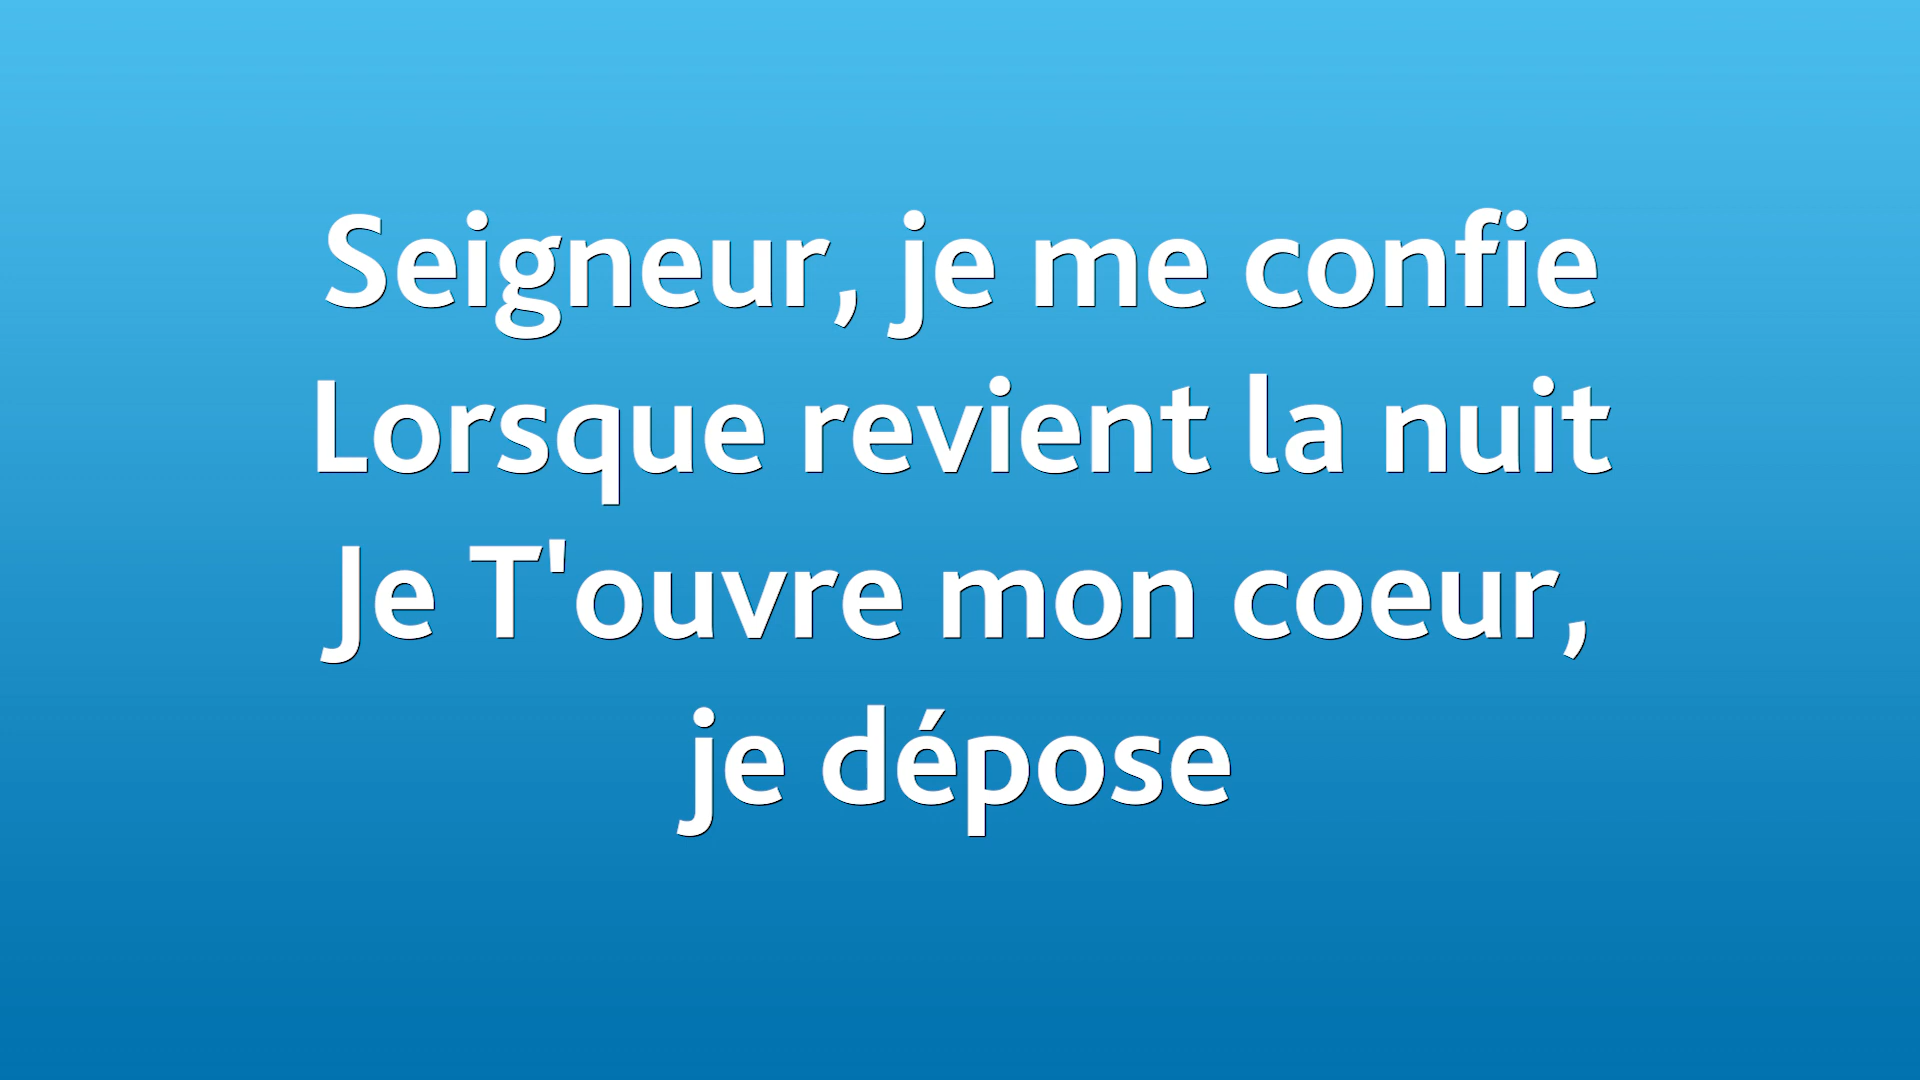 Seigneur, je me confie
Lorsque revient la nuit
Je T'ouvre mon coeur,
je dépose